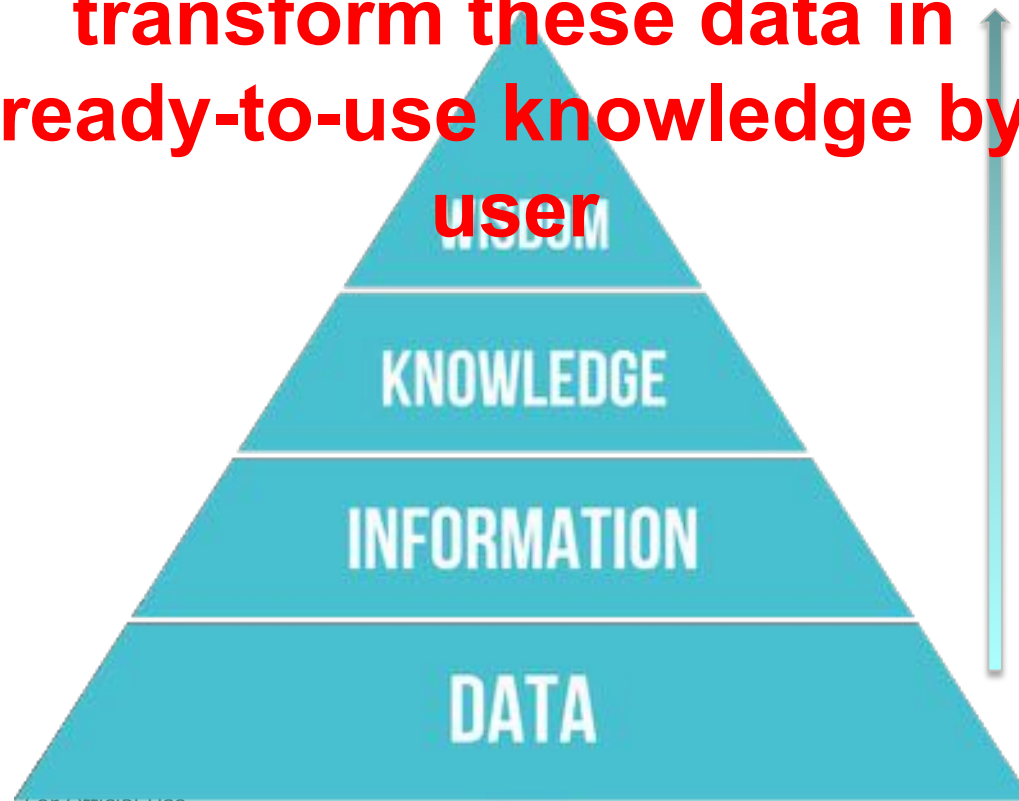 transform these data in
ready-to-use knowledge by
user
WISDOM
KNOWLEDGE
INFORMATION
DATA